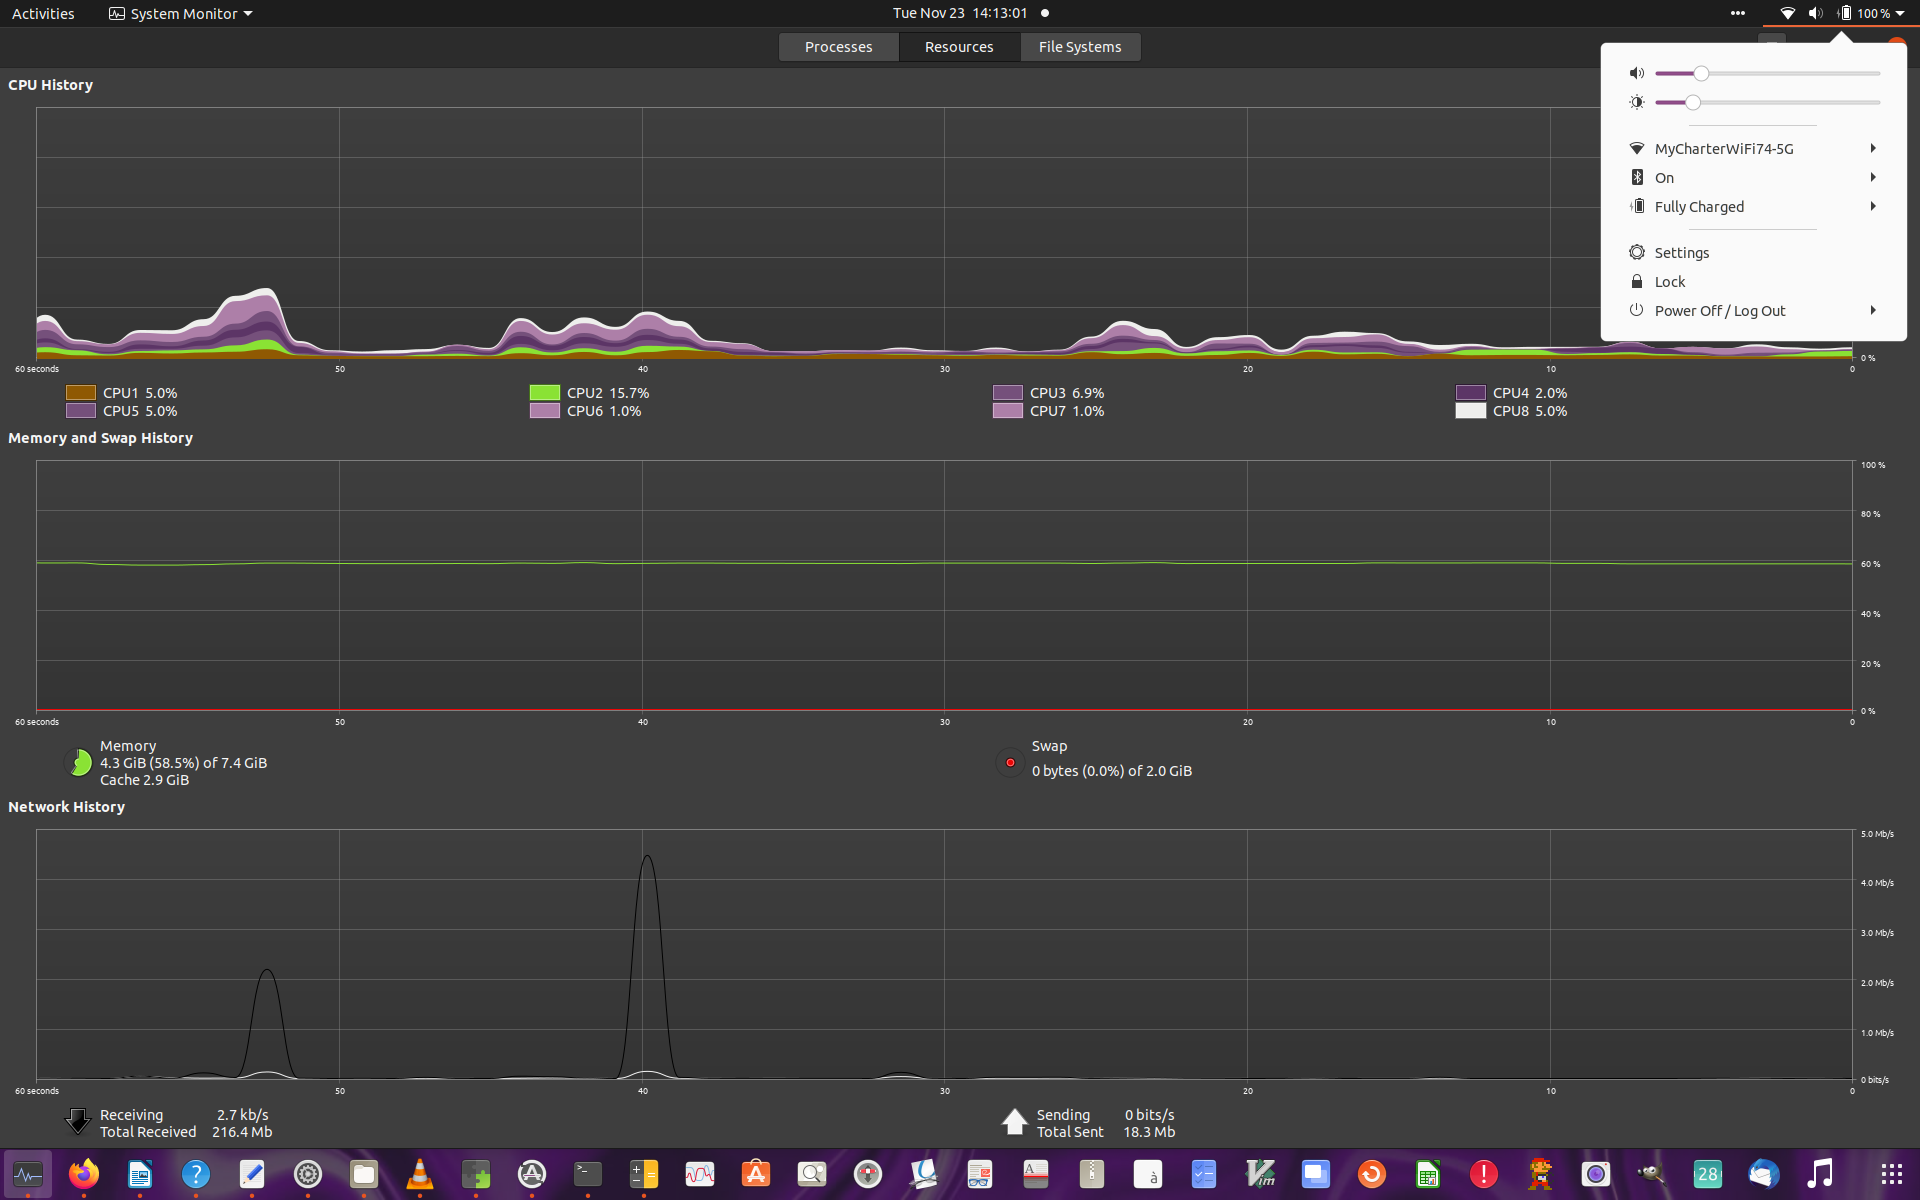 Activities
System Monitor
Tue Nov 23 14:13:01
100 %
Processes
Resources
File Systems
MyCharterWiFi74-5G
On
Fully Charged
Settings
Lock
Power Off / Log Out
CPU History
0 %
60 seconds 50 40 30 20 10 0
CPU1 5.0% CPU2 15.7% CPU3 6.9% CPU4 2.0%
CPU5 5.0% CPU6 1.0% CPU7 1.0% CPU8 5.0%
Memory and Swap History
100 %
80 %
60 %
40 %
20 %
0 %
60 seconds 50 40 30 20 10 0
Memory
4.3 GiB (58.5%) of 7.4 GiB
Cache 2.9 GiB
Swap
0 bytes (0.0%) of 2.0 GiB
Network History
5.0 Mb/s
4.0 Mb/s
3.0 Mb/s
2.0 Mb/s
1.0 Mb/s
0 bits/s
60 seconds 50 40 30 20 10 0
Receiving 2.7 kb/s
Total Received 216.4 Mb
Sending 0 bits/s
Total Sent 18.3 Mb
?
>_
A
à
Vim
!
28